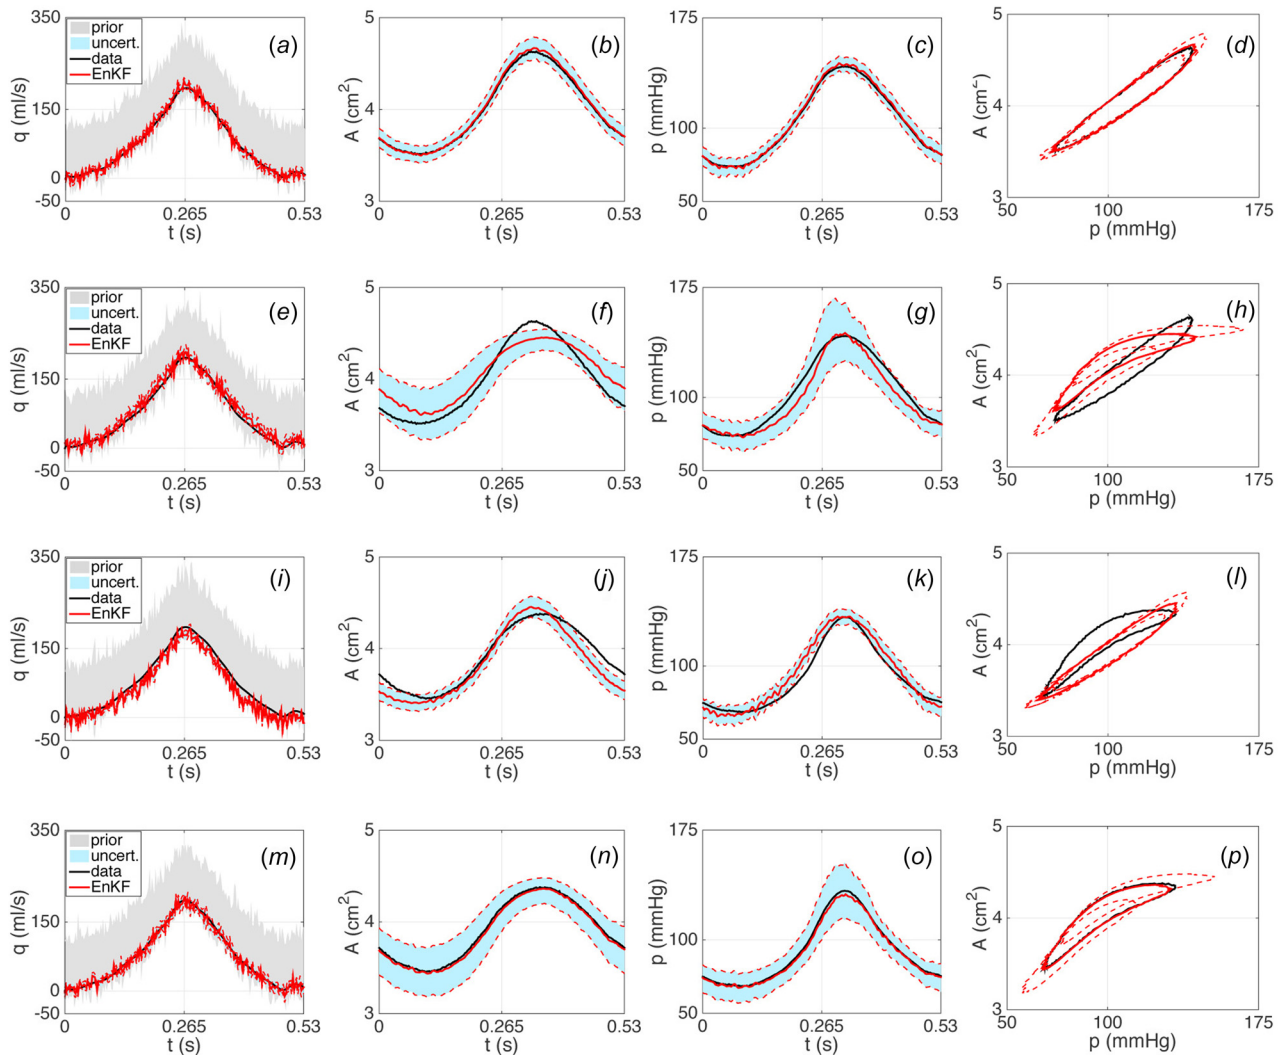 350
prior
uncert.
data
EnKF
(a)
q (ml/s)
150
0
-50
0
0.265
0.53
t (s)
5
(b)
A (cm²)
4
3
0
0.265
0.53
t (s)
175
(c)
p (mmHg)
100
50
0
0.265
0.53
t (s)
5
(d)
A (cm²)
4
3
50
100
175
p (mmHg)
350
prior
uncert.
data
EnKF
(e)
q (ml/s)
150
0
-50
0
0.265
0.53
t (s)
5
(f)
A (cm²)
4
3
0
0.265
0.53
t (s)
175
(g)
p (mmHg)
100
50
0
0.265
0.53
t (s)
5
(h)
A (cm²)
4
3
50
100
175
p (mmHg)
350
prior
uncert.
data
EnKF
(i)
q (ml/s)
150
0
-50
0
0.265
0.53
t (s)
5
(j)
A (cm²)
4
3
0
0.265
0.53
t (s)
175
(k)
p (mmHg)
100
50
0
0.265
0.53
t (s)
5
(l)
A (cm²)
4
3
50
100
175
p (mmHg)
350
prior
uncert.
data
EnKF
(m)
q (ml/s)
150
0
-50
0
0.265
0.53
t (s)
5
(n)
A (cm²)
4
3
0
0.265
0.53
t (s)
175
(o)
p (mmHg)
100
50
0
0.265
0.53
t (s)
5
(p)
A (cm²)
4
3
50
100
175
p (mmHg)